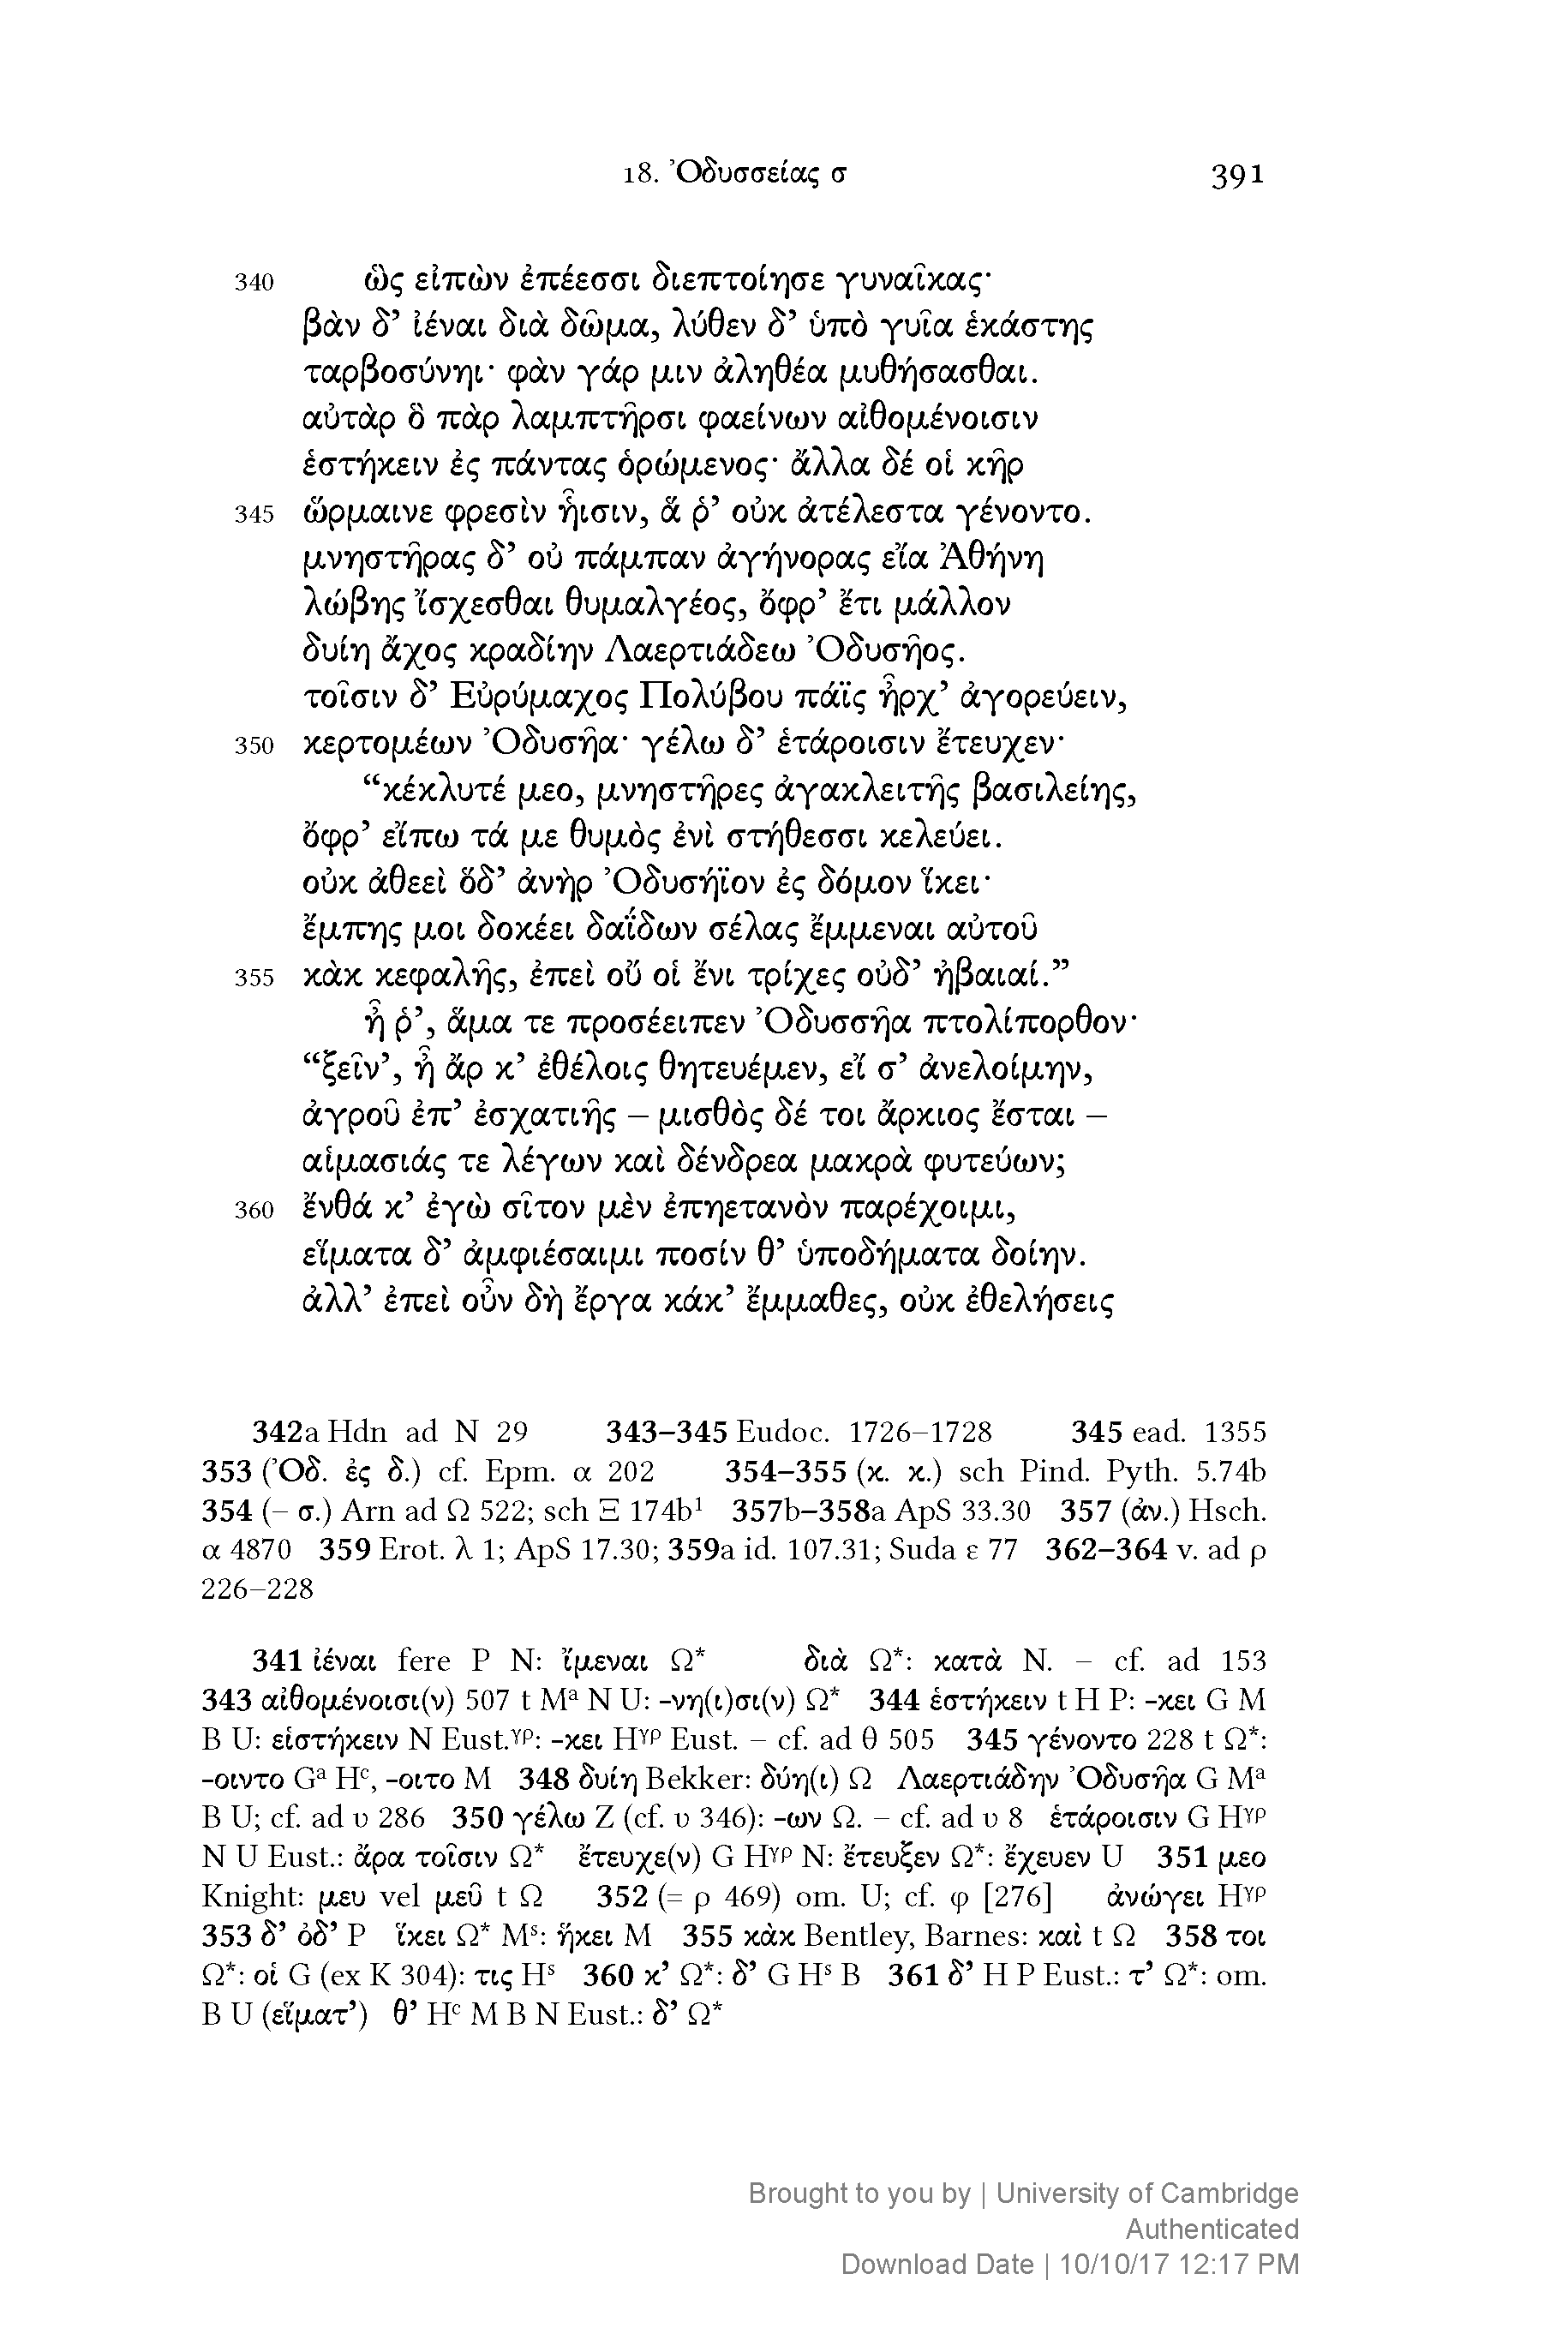 18. Ὀδυσσείας σ 391
340 ὣς εἰπὼν ἐπέεσσι διεπτοίησε γυναῖκας·
βὰν δ’ ἰέναι διὰ δῶμα, λύθεν δ’ ὑπὸ γυῖα ἑκάστης
ταρβοσύνηι· φὰν γάρ μιν ἀληθέα μυθήσασθαι.
αὐτὰρ ὃ πὰρ λαμπτῆρσι φαείνων αἰθομένοισιν
ἑστήκειν ἐς πάντας ὁρώμενος· ἄλλα δέ οἱ κῆρ
345 ὥρμαινε φρεσὶν ἧισιν, ἅ ῥ’ οὐκ ἀτέλεστα γένοντο.
μνηστῆρας δ’ οὐ πάμπαν ἀγήνορας εἴα Ἀθήνη
λώβης ἴσχεσθαι θυμαλγέος, ὄφρ’ ἔτι μάλλον
δυίη ἄχος κραδίην Λαερτιάδεω Ὀδυσῆος.
τοῖσιν δ’ Εὐρύμαχος Πολύβου πάϊς ἦρχ’ ἀγορεύειν,
350 κερτομέων Ὀδυσῆα· γέλω δ’ ἑτάροισιν ἔτευχεν·
“κέκλυτέ μεο, μνηστῆρες ἀγακλειτῆς βασιλείης,
ὄφρ’ εἴπω τά με θυμὸς ἐνὶ στήθεσσι κελεύει.
οὐκ ἀθεεὶ ὅδ’ ἀνὴρ Ὀδυσήϊον ἐς δόμον ἵκει·
ἔμπης μοι δοκέει δαΐδων σέλας ἔμμεναι αὐτοῦ
355 κὰκ κεφαλῆς, ἐπεὶ οὔ οἱ ἔνι τρίχες οὐδ’ ἠβαιαί.”
ἦ ῥ’, ἅμα τε προσέειπεν Ὀδυσσῆα πτολίπορθον·
“ξεῖν’, ἦ ἄρ κ’ ἐθέλοις θητευέμεν, εἴ σ’ ἀνελοίμην,
ἀγροῦ ἐπ’ ἐσχατιῆς – μισθὸς δέ τοι ἄρκιος ἔσται –
αἱμασιάς τε λέγων καὶ δένδρεα μακρὰ φυτεύων;
360 ἔνθά κ’ ἐγὼ σῖτον μὲν ἐπηετανὸν παρέχοιμι,
εἵματα δ’ ἀμφιέσαιμι ποσίν θ’ ὑποδήματα δοίην.
ἀλλ’ ἐπεὶ οὖν δὴ ἔργα κάκ’ ἔμμαθες, οὐκ ἐθελήσεις
342a Hdn ad N 29 343–345 Eudoc. 1726–1728 345 ead. 1355
353 (Ὀδ. ἐς δ.) cf. Epm. α 202 354–355 (κ. κ.) sch Pind. Pyth. 5.74b
354 (– σ.) Arn ad Ω 522; sch Ξ 174b¹ 357b–358a ApS 33.30 357 (ἀν.) Hsch.
α 4870 359 Erot. λ 1; ApS 17.30; 359a id. 107.31; Suda ε 77 362–364 v. ad ρ
226–228
341 ἰέναι fere P N: ἴμεναι Ω* διὰ Ω*: κατὰ N. – cf. ad 153
343 αἰθομένοισι(ν) 507 t Mᵃ N U: -νη(ι)σι(ν) Ω* 344 ἑστήκειν t H P: -κει G M
B U: εἱστήκειν N Eust.ᵞᵖ: -κει Hᵞᵖ Eust. – cf. ad θ 505 345 γένοντο 228 t Ω*:
-οιντο Gᵃ Hᶜ, -οιτο M 348 δυίη Bekker: δύη(ι) Ω Λαερτιάδην Ὀδυσῆα G Mᵃ
B U; cf. ad υ 286 350 γέλω Z (cf. υ 346): -ων Ω. – cf. ad υ 8 ἑτάροισιν G Hᵞᵖ
N U Eust.: ἄρα τοῖσιν Ω* ἔτευχε(ν) G Hᵞᵖ N: ἔτευξεν Ω*: ἔχευεν U 351 μεο
Knight: μευ vel μεῦ t Ω 352 (= ρ 469) om. U; cf. φ [276] ἀνώγει Hᵞᵖ
353 δ’ ὀδ’ P ἵκει Ω* Mˢ: ἥκει M 355 κὰκ Bentley, Barnes: καὶ t Ω 358 τοι
Ω*: οἱ G (ex K 304): τις Hˢ 360 κ’ Ω*: δ’ G Hˢ B 361 δ’ H P Eust.: τ’ Ω*: om.
B U (εἵματ’) θ’ Hᶜ M B N Eust.: δ’ Ω*
Brought to you by | University of Cambridge
Authenticated
Download Date | 10/10/17 12:17 PM